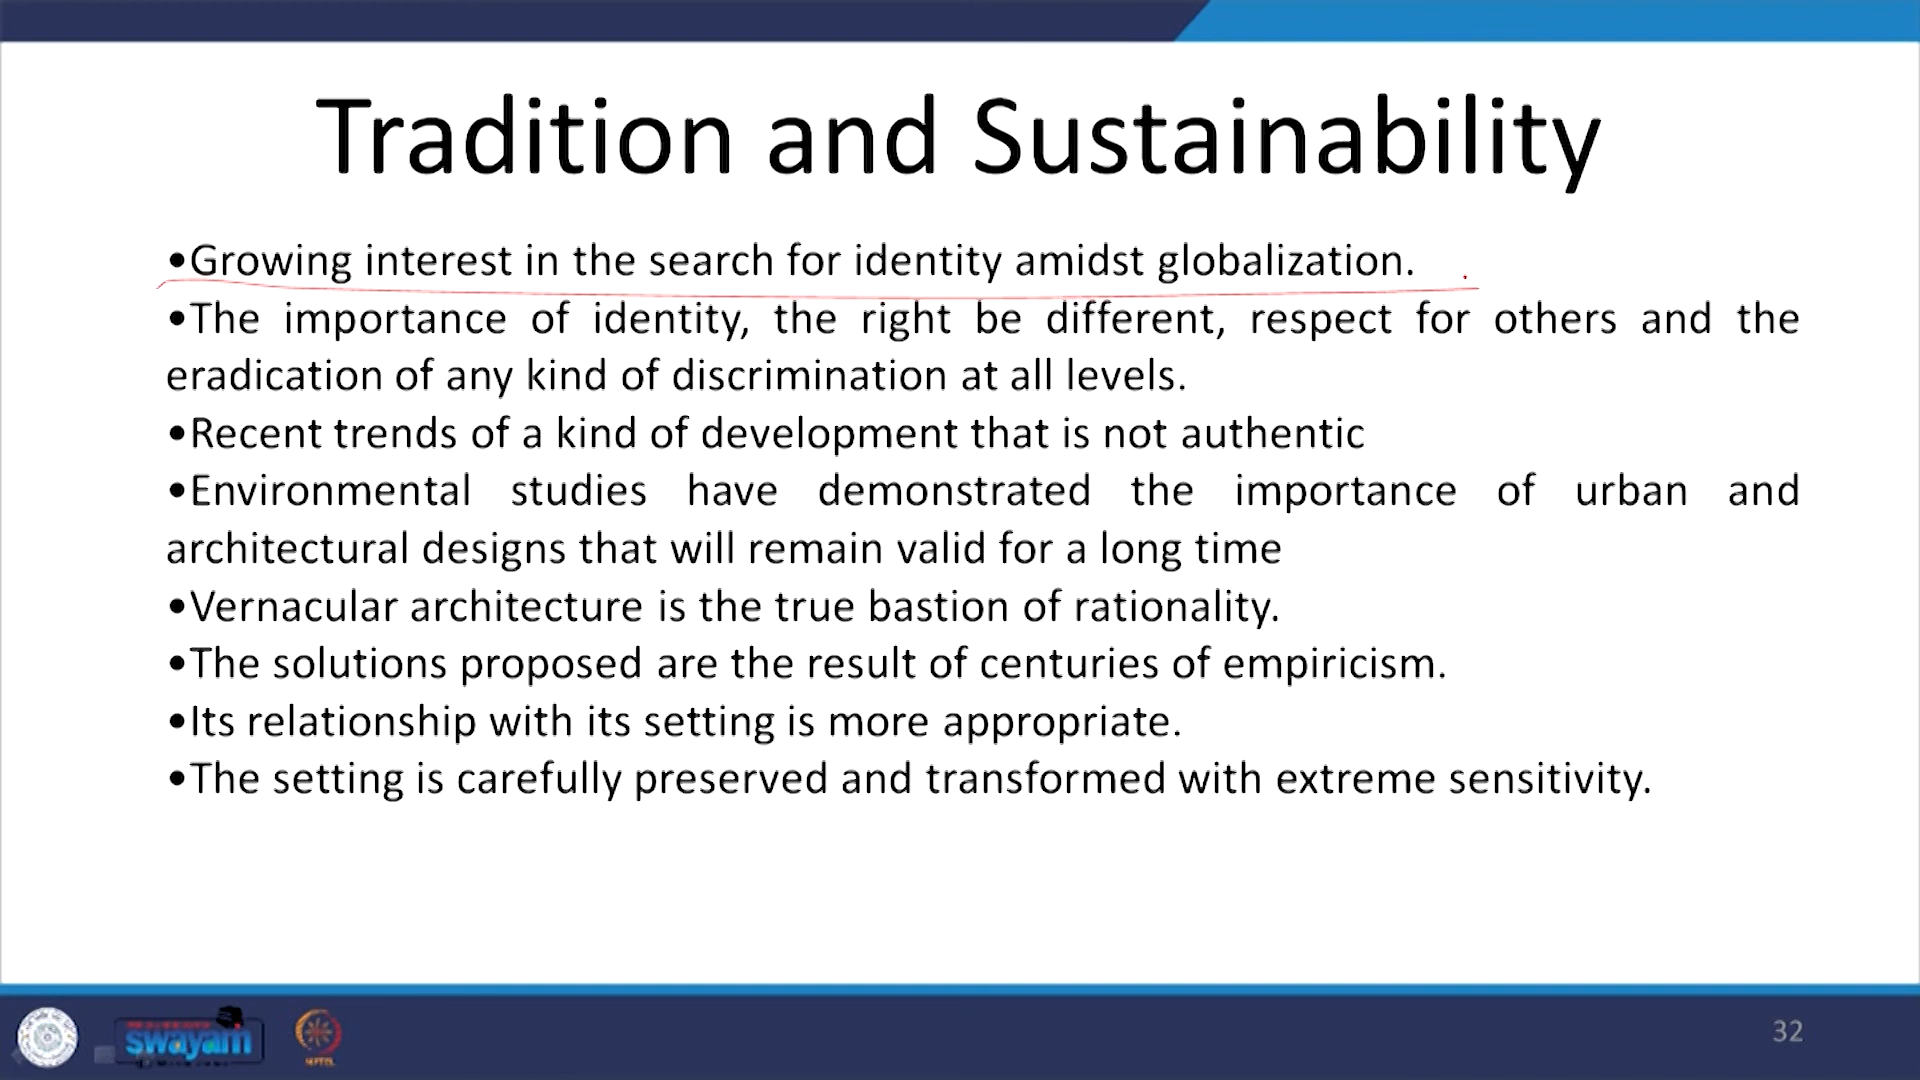 Tradition and Sustainability
•Growing interest in the search for identity amidst globalization.
•The importance of identity, the right be different, respect for others and the
eradication of any kind of discrimination at all levels.
•Recent trends of a kind of development that is not authentic
•Environmental studies have demonstrated the importance of urban and
architectural designs that will remain valid for a long time
•Vernacular architecture is the true bastion of rationality.
•The solutions proposed are the result of centuries of empiricism.
•Its relationship with its setting is more appropriate.
•The setting is carefully preserved and transformed with extreme sensitivity.
swayam
32